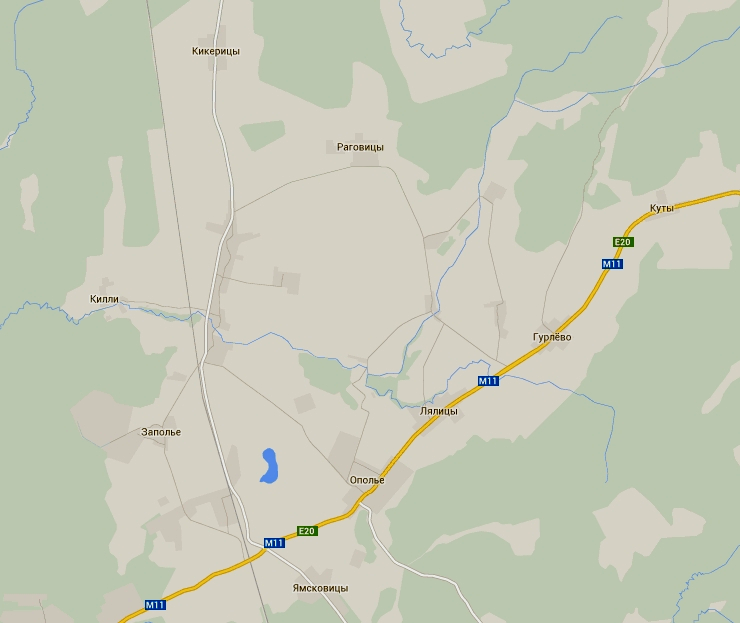 Кикерицы
Раговицы
Куты
E20
M11
Килли
Гурлёво
M11
Лялицы
Заполье
Ополье
E20
M11
Ямсковицы
M11